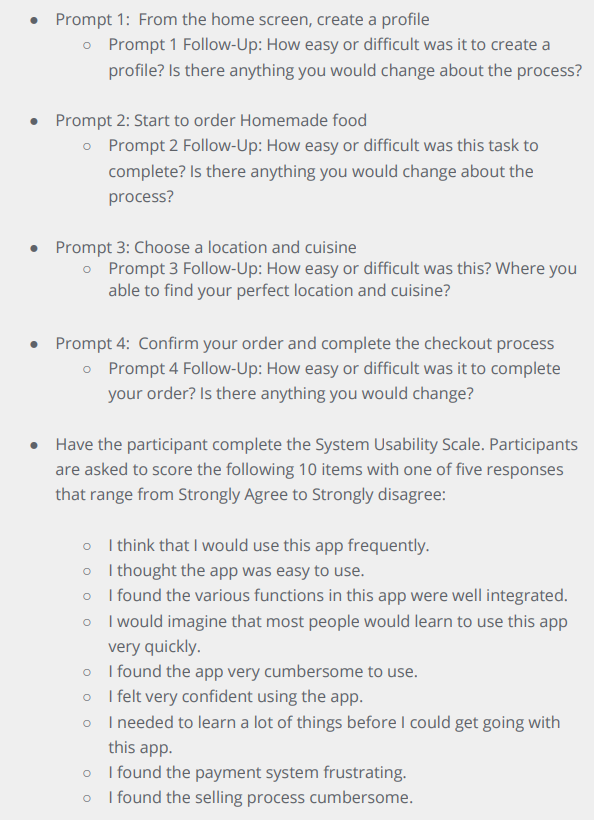 ● Prompt 1:  From the home screen, create a profile
○ Prompt 1 Follow-Up: How easy or difficult was it to create a
profile? Is there anything you would change about the process?
● Prompt 2: Start to order Homemade food
○ Prompt 2 Follow-Up: How easy or difficult was this task to
complete? Is there anything you would change about the
process?
● Prompt 3: Choose a location and cuisine
○ Prompt 3 Follow-Up: How easy or difficult was this? Where you
able to find your perfect location and cuisine?
● Prompt 4:  Confirm your order and complete the checkout process
○ Prompt 4 Follow-Up: How easy or difficult was it to complete
your order? Is there anything you would change?
● Have the participant complete the System Usability Scale. Participants
are asked to score the following 10 items with one of five responses
that range from Strongly Agree to Strongly disagree:
○ I think that I would use this app frequently.
○ I thought the app was easy to use.
○ I found the various functions in this app were well integrated.
○ I would imagine that most people would learn to use this app
very quickly.
○ I found the app very cumbersome to use.
○ I felt very confident using the app.
○ I needed to learn a lot of things before I could get going with
this app.
○ I found the payment system frustrating.
○ I found the selling process cumbersome.